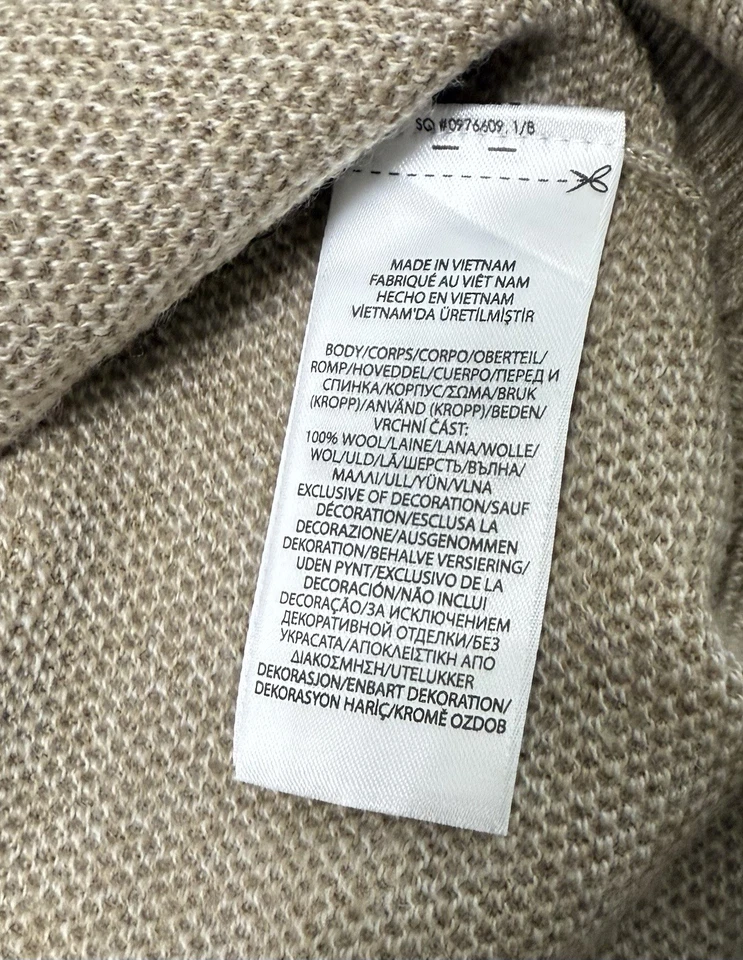 SQ #0976609, 1/B
MADE IN VIETNAM
FABRIQUÉ AU VIÊT NAM
HECHO EN VIETNAM
VİETNAM'DA ÜRETİLMİŞTİR
BODY/CORPS/CORPO/OBERTEIL/
ROMP/HOVEDDEL/CUERPO/ПЕРЕД И
СПИНКА/КОРПУС/ΣΩΜΑ/BRUK
(KROPP)/ANVÄND (KROPP)/BEDEN/
VRCHNÍ ČÁST:
100% WOOL/LAINE/LANA/WOLLE/
WOL/ULD/LÃ/ШЕРСТЬ/ВЪЛНА/
ΜΑΛΛΙ/ULL/YÜN/VLNA
EXCLUSIVE OF DECORATION/SAUF
DÉCORATION/ESCLUSA LA
DECORAZIONE/AUSGENOMMEN
DEKORATION/BEHALVE VERSIERING/
UDEN PYNT/EXCLUSIVO DE LA
DECORACIÓN/NÃO INCLUI
DECORAÇÃO/ЗА ИСКЛЮЧЕНИЕМ
ДЕКОРАТИВНОЙ ОТДЕЛКИ/БЕЗ
УКРАСАТА/ΑΠΟΚΛΕΙΣΤΙΚΗ ΑΠΟ
ΔΙΑΚΟΣΜΗΣΗ/UTELUKKER
DEKORASJON/ENBART DEKORATION/
DEKORASYON HARİÇ/KROMĚ OZDOB